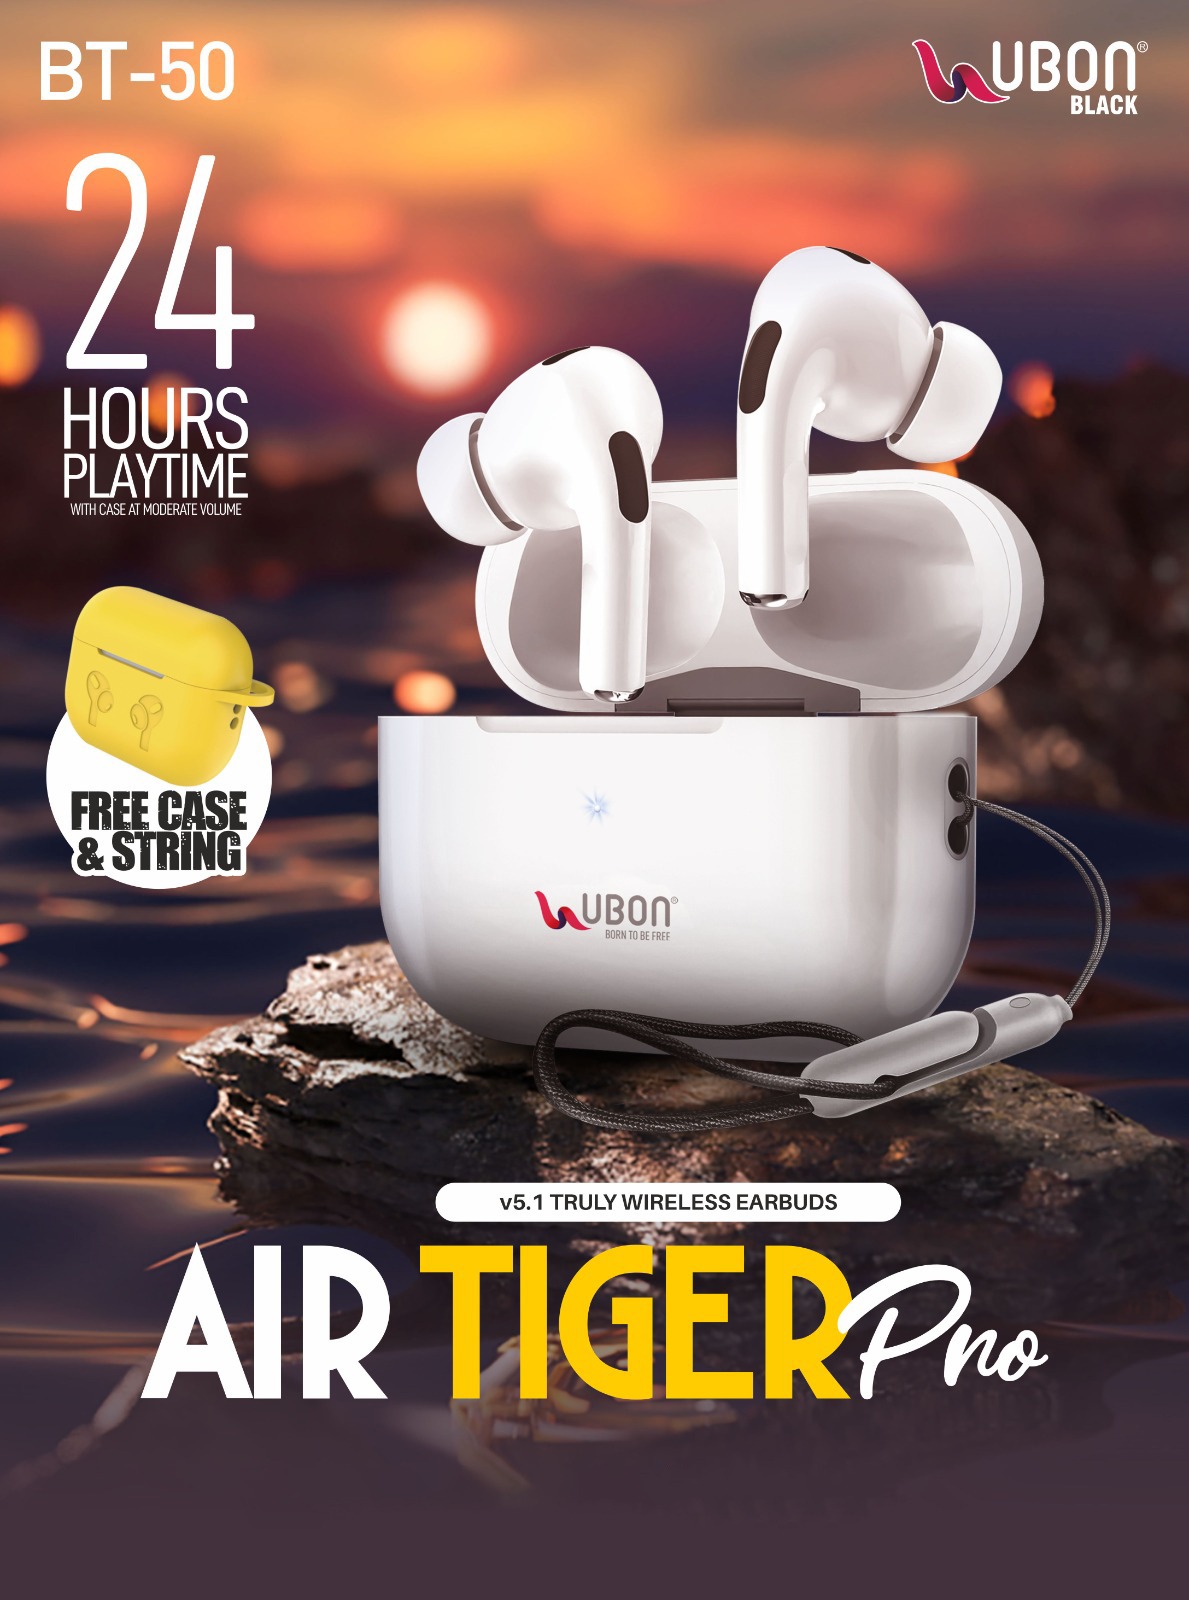 BT-50
UBON®
BLACK
24
HOURS
PLAYTIME
WITH CASE AT MODERATE VOLUME
FREE CASE
& STRING
UBON®
BORN TO BE FREE
v5.1 TRULY WIRELESS EARBUDS
AIR TIGER Pro